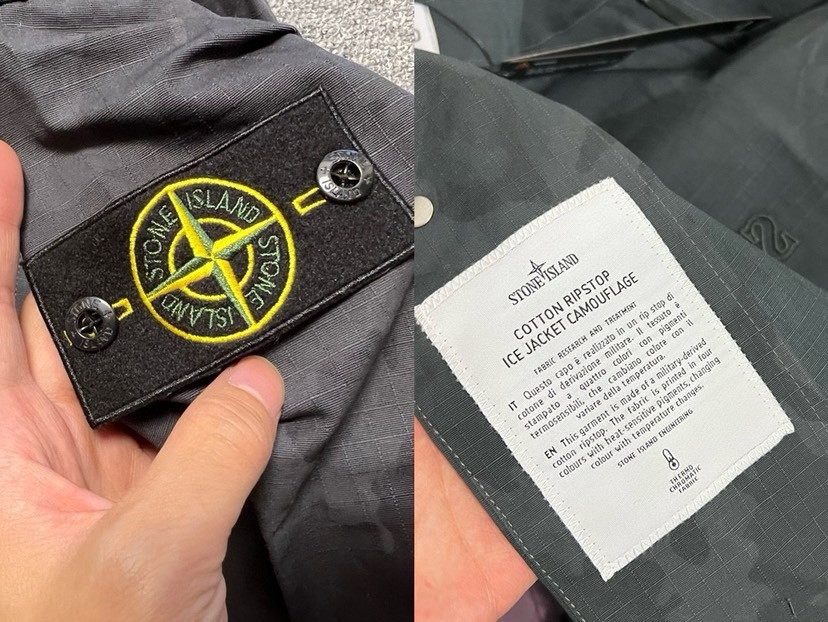 STONE ISLAND
STONE ISLAND
STONE ISLAND
COTTON RIPSTOP
ICE JACKET CAMOUFLAGE
FABRIC RESEARCH AND TREATMENT
IT Questo capo è realizzato in un rip stop di
cotone di derivazione militare. Il tessuto è
stampato a quattro colori con pigmenti
termosensibili, che cambiano colore con il
variare della temperatura.
EN This garment is made of a military-derived
cotton ripstop. The fabric is printed in four
colours with heat-sensitive pigments, changing
colour with temperature changes.
STONE ISLAND ENGINEERING
THERMO
CHROMATIC
FABRIC